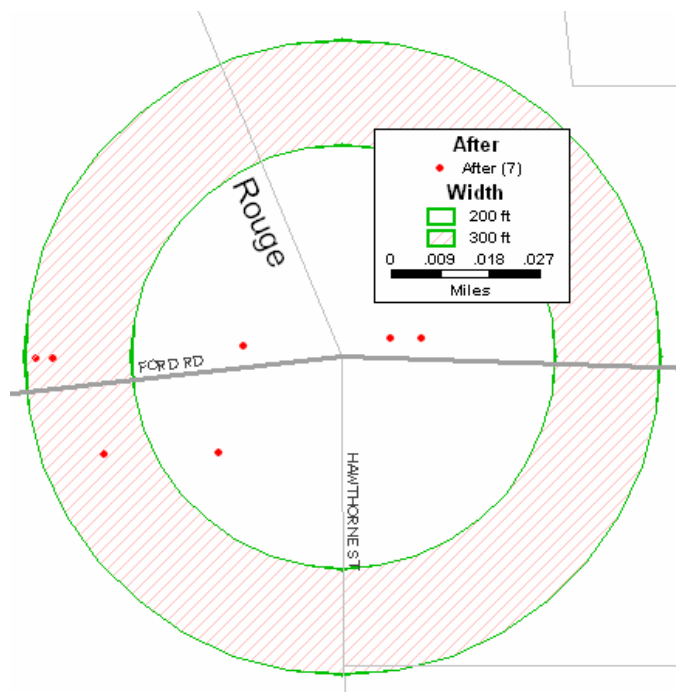 After
After (7)
Width
200 ft
300 ft
0 .009 .018 .027
Miles
Rouge
FORD RD
HAWTHORNE ST